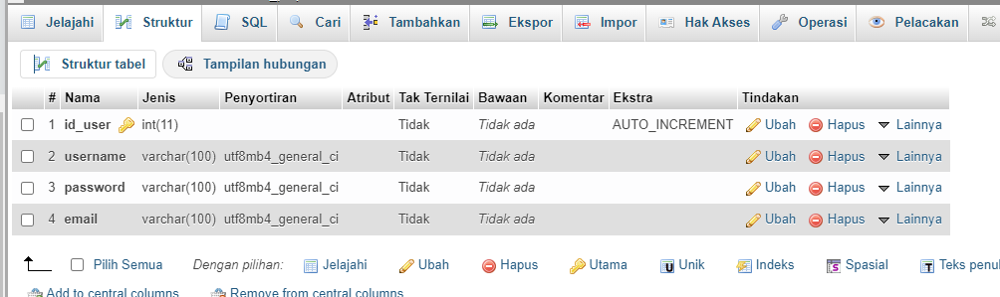 Jelajahi Struktur SQL Cari Tambahkan Ekspor Impor Hak Akses Operasi Pelacakan
Struktur tabel Tampilan hubungan
# Nama Jenis Penyortiran Atribut Tak Ternilai Bawaan Komentar Ekstra Tindakan
1 id_user int(11) Tidak Tidak ada AUTO_INCREMENT Ubah Hapus Lainnya
2 username varchar(100) utf8mb4_general_ci Tidak Tidak ada Ubah Hapus Lainnya
3 password varchar(100) utf8mb4_general_ci Tidak Tidak ada Ubah Hapus Lainnya
4 email varchar(100) utf8mb4_general_ci Tidak Tidak ada Ubah Hapus Lainnya
Pilih Semua Dengan pilihan: Jelajahi Ubah Hapus Utama Unik Indeks Spasial Teks penu
Add to central columns Remove from central columns